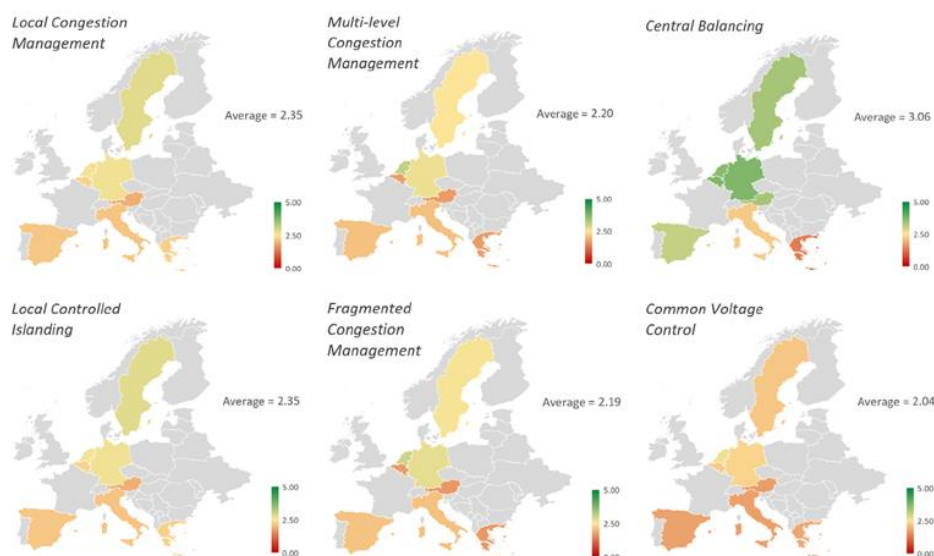 Local Congestion
Management
Average = 2.35
5.00
2.50
0.00
Multi-level
Congestion
Management
Average = 2.20
5.00
2.50
0.00
Central Balancing
Average = 3.06
5.00
2.50
0.00
Local Controlled
Islanding
Average = 2.35
5.00
2.50
0.00
Fragmented
Congestion
Management
Average = 2.19
5.00
2.50
0.00
Common Voltage
Control
Average = 2.04
5.00
2.50
0.00